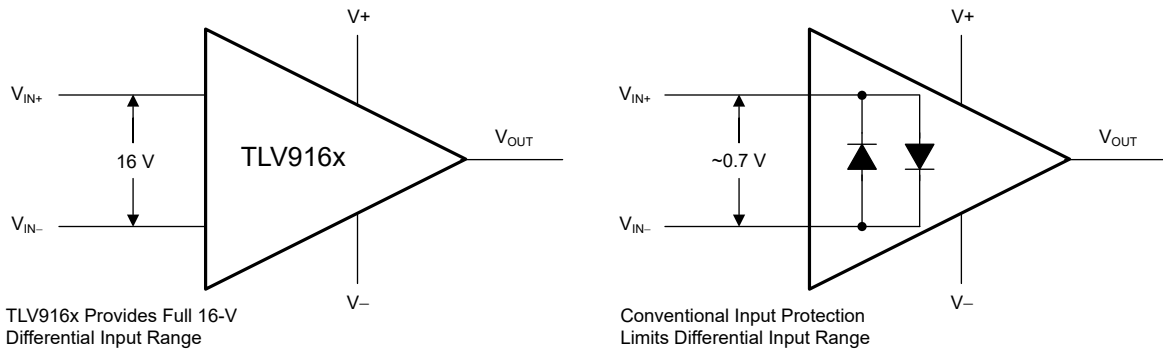 V+
V+
VIN+
VIN+
16 V
TLV916x
VOUT
~0.7 V
VOUT
VIN–
VIN–
V–
V–
TLV916x Provides Full 16-V
Differential Input Range
Conventional Input Protection
Limits Differential Input Range